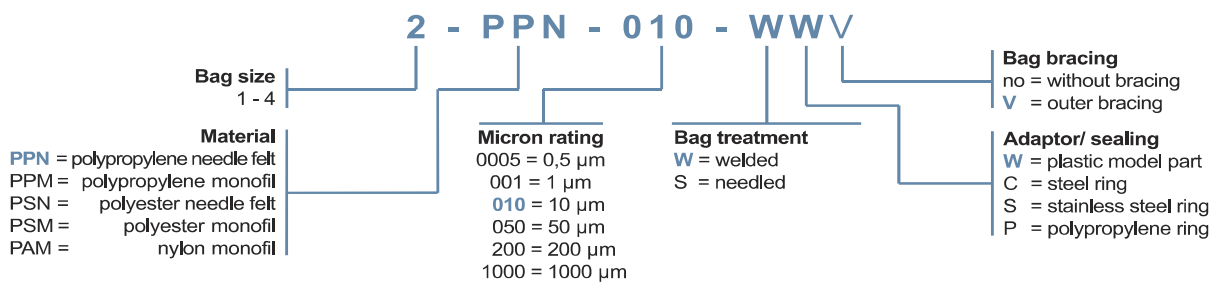 2 - PPN - 010 - WWV
Bag size
1 - 4
Material
PPN = polypropylene needle felt
PPM = polypropylene monofil
PSN = polyester needle felt
PSM = polyester monofil
PAM = nylon monofil
Micron rating
0005 = 0,5 µm
001 = 1 µm
010 = 10 µm
050 = 50 µm
200 = 200 µm
1000 = 1000 µm
Bag treatment
W = welded
S = needled
Bag bracing
no = without bracing
V = outer bracing
Adaptor/ sealing
W = plastic model part
C = steel ring
S = stainless steel ring
P = polypropylene ring